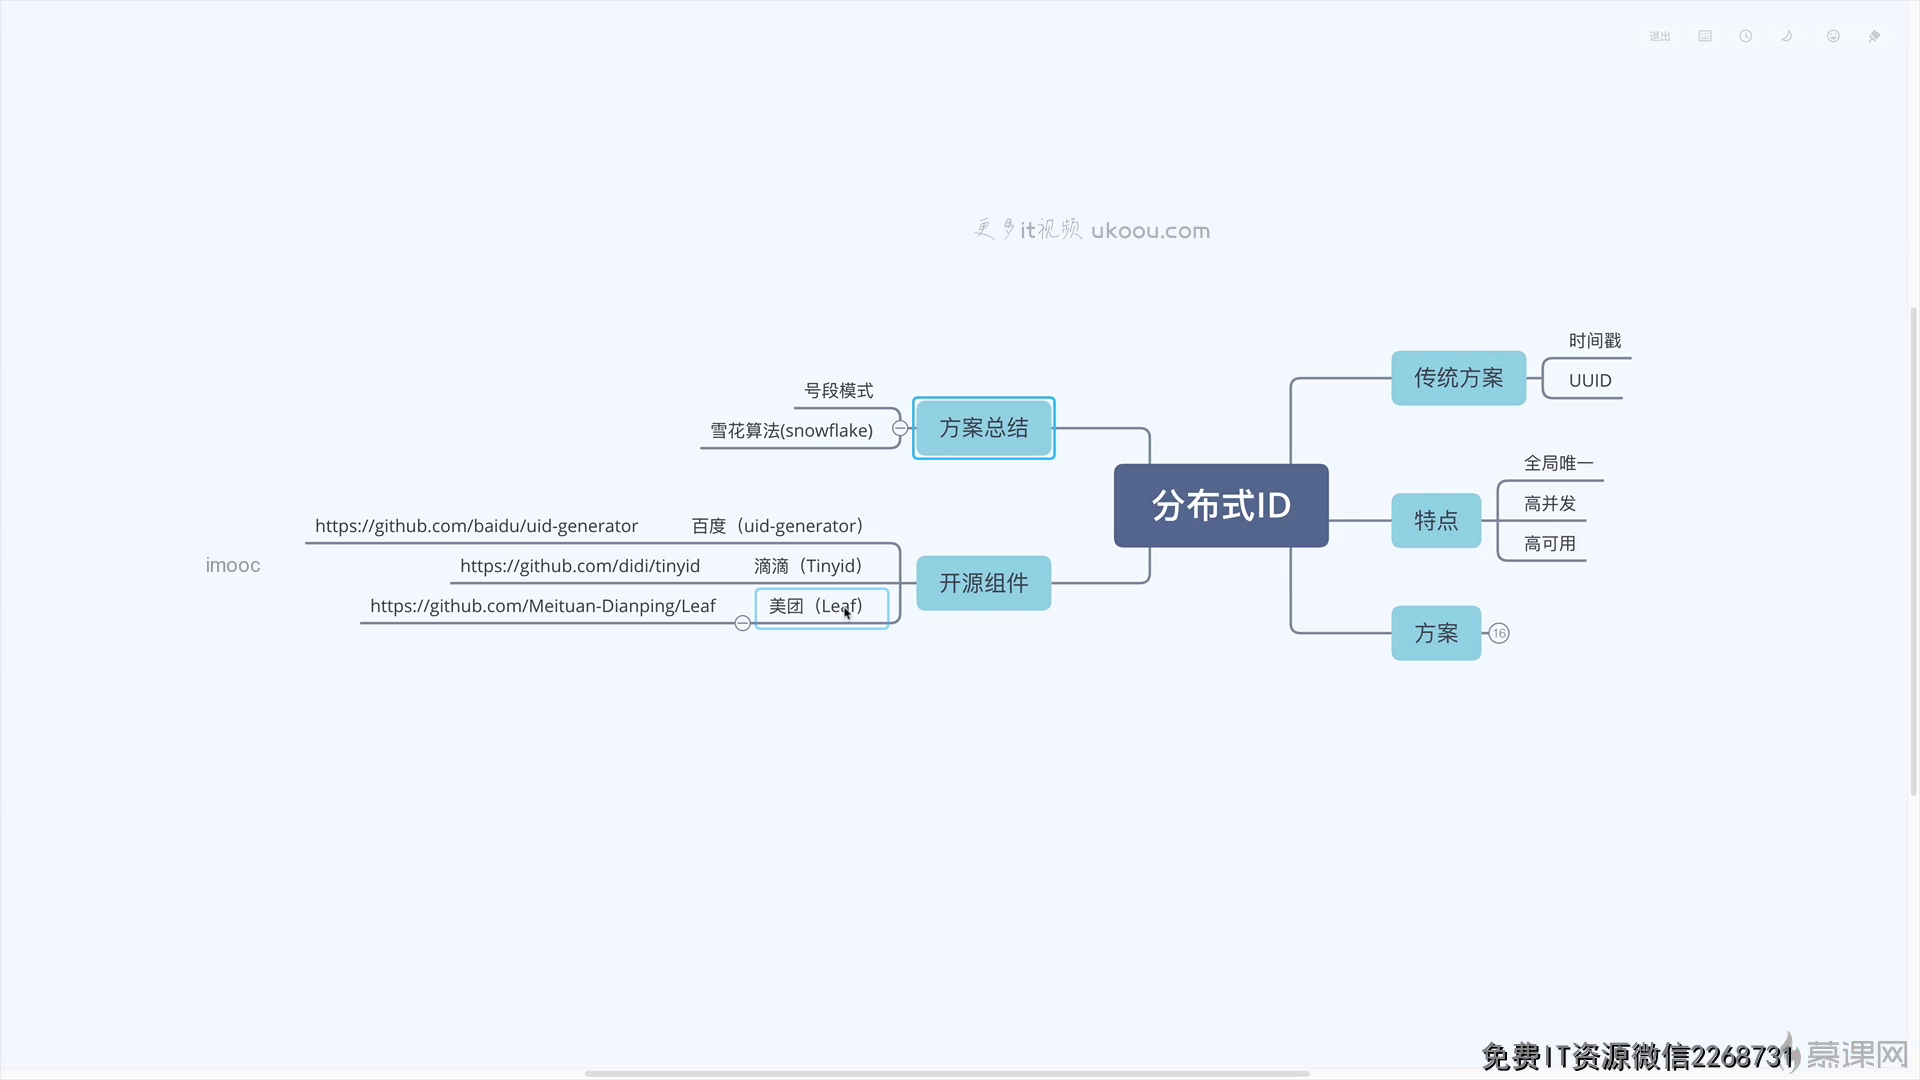 退出
更多it视频 ukoou.com
号段模式
雪花算法(snowflake)
方案总结
https://github.com/baidu/uid-generator
百度（uid-generator）
imooc
https://github.com/didi/tinyid
滴滴（Tinyid）
https://github.com/Meituan-Dianping/Leaf
美团（Leaf）
开源组件
分布式ID
时间戳
传统方案
UUID
全局唯一
特点
高并发
高可用
方案
16
免费IT资源微信2268731
慕课网